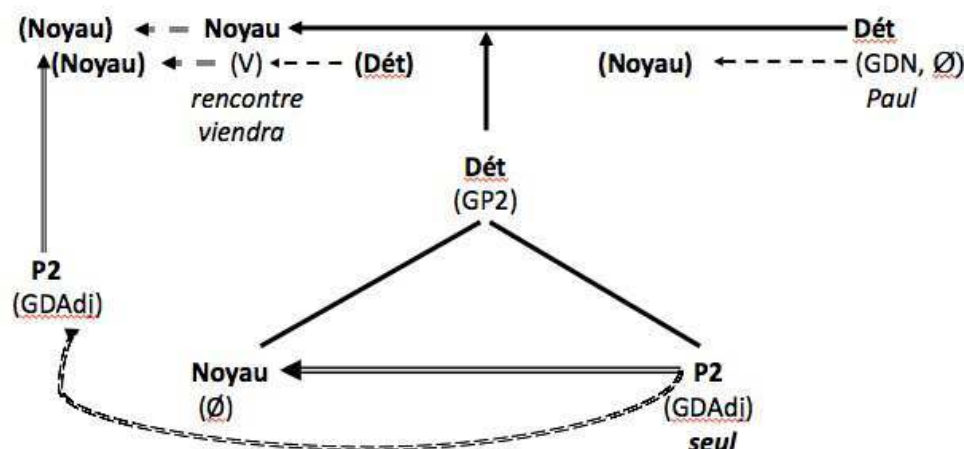 (Noyau) Noyau Dét
(Noyau) (V) (Dét) (Noyau) (GDN, Ø)
rencontre Paul
viendra
Dét
(GP2)
P2
(GDAdj)
Noyau P2
(Ø) (GDAdj)
seul